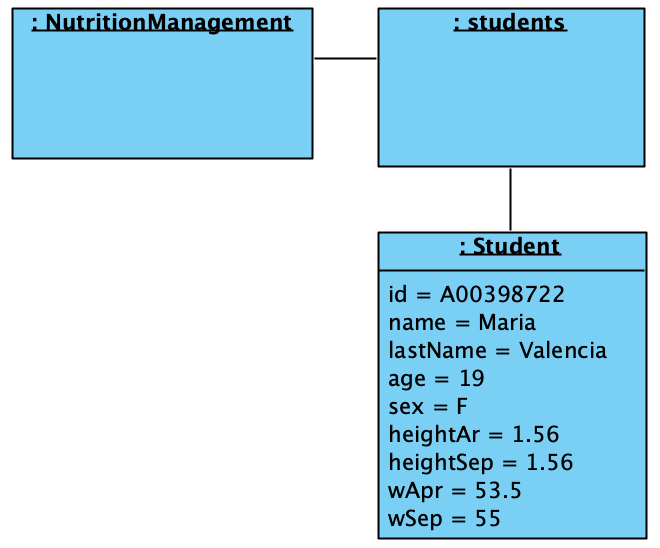 : NutritionManagement
: students
: Student
id = A00398722
name = Maria
lastName = Valencia
age = 19
sex = F
heightAr = 1.56
heightSep = 1.56
wApr = 53.5
wSep = 55